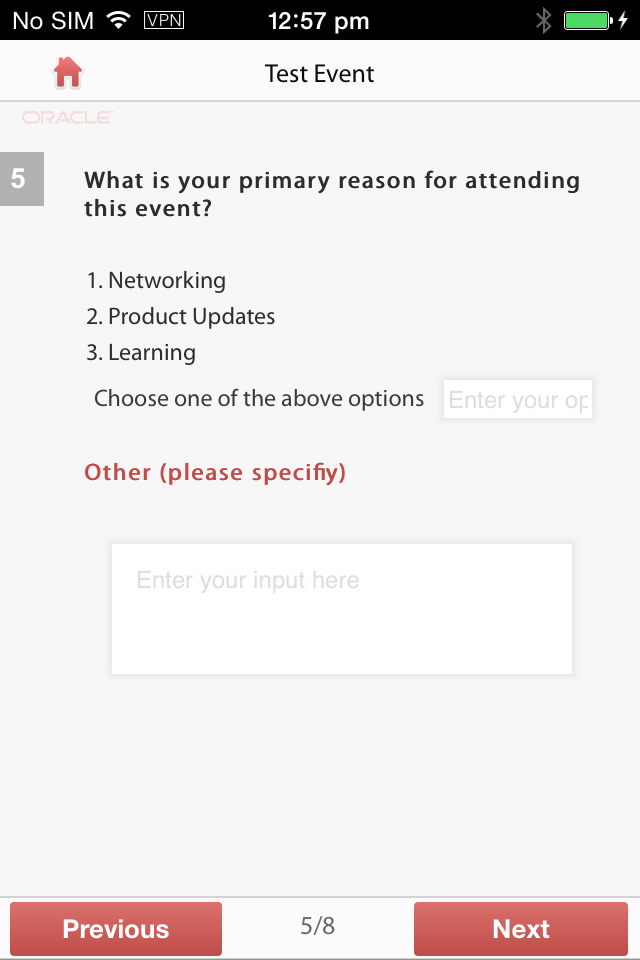 No SIM VPN 12:57 pm
Test Event
ORACLE
5
What is your primary reason for attending
this event?
1. Networking
2. Product Updates
3. Learning
Choose one of the above options Enter your op
Other (please specifiy)
Enter your input here
Previous 5/8 Next